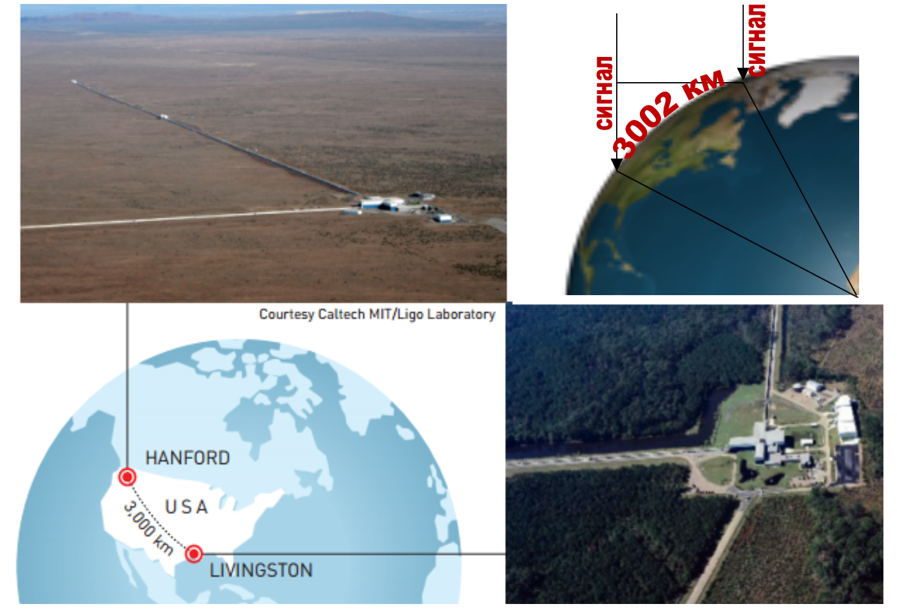 сигнал
3002 км
сигнал
Courtesy Caltech MIT/Ligo Laboratory
HANFORD
USA
3,000 km
LIVINGSTON